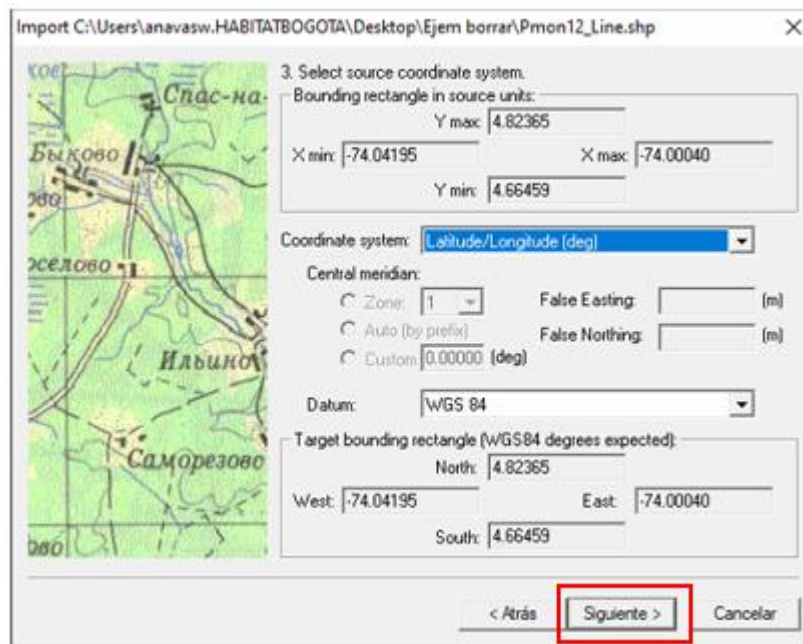 Import C:\Users\anavasw.HABITATBOGOTA\Desktop\Ejem borrar\Pmon12_Line.shp
3. Select source coordinate system.
Bounding rectangle in source units:
Y max: 4.82365
X min: -74.04195 X max: -74.00040
Y min: 4.66459
Coordinate system: Latitude/Longitude (deg)
Central meridian:
Zone: 1 False Easting: (m)
Auto (by prefix) False Northing: (m)
Custom 0.00000 (deg)
Datum: WGS 84
Target bounding rectangle (WGS84 degrees expected):
North: 4.82365
West: -74.04195 East: -74.00040
South: 4.66459
< Atrás Siguiente > Cancelar
Спас-на-
Быково
Ильино
Саморезово